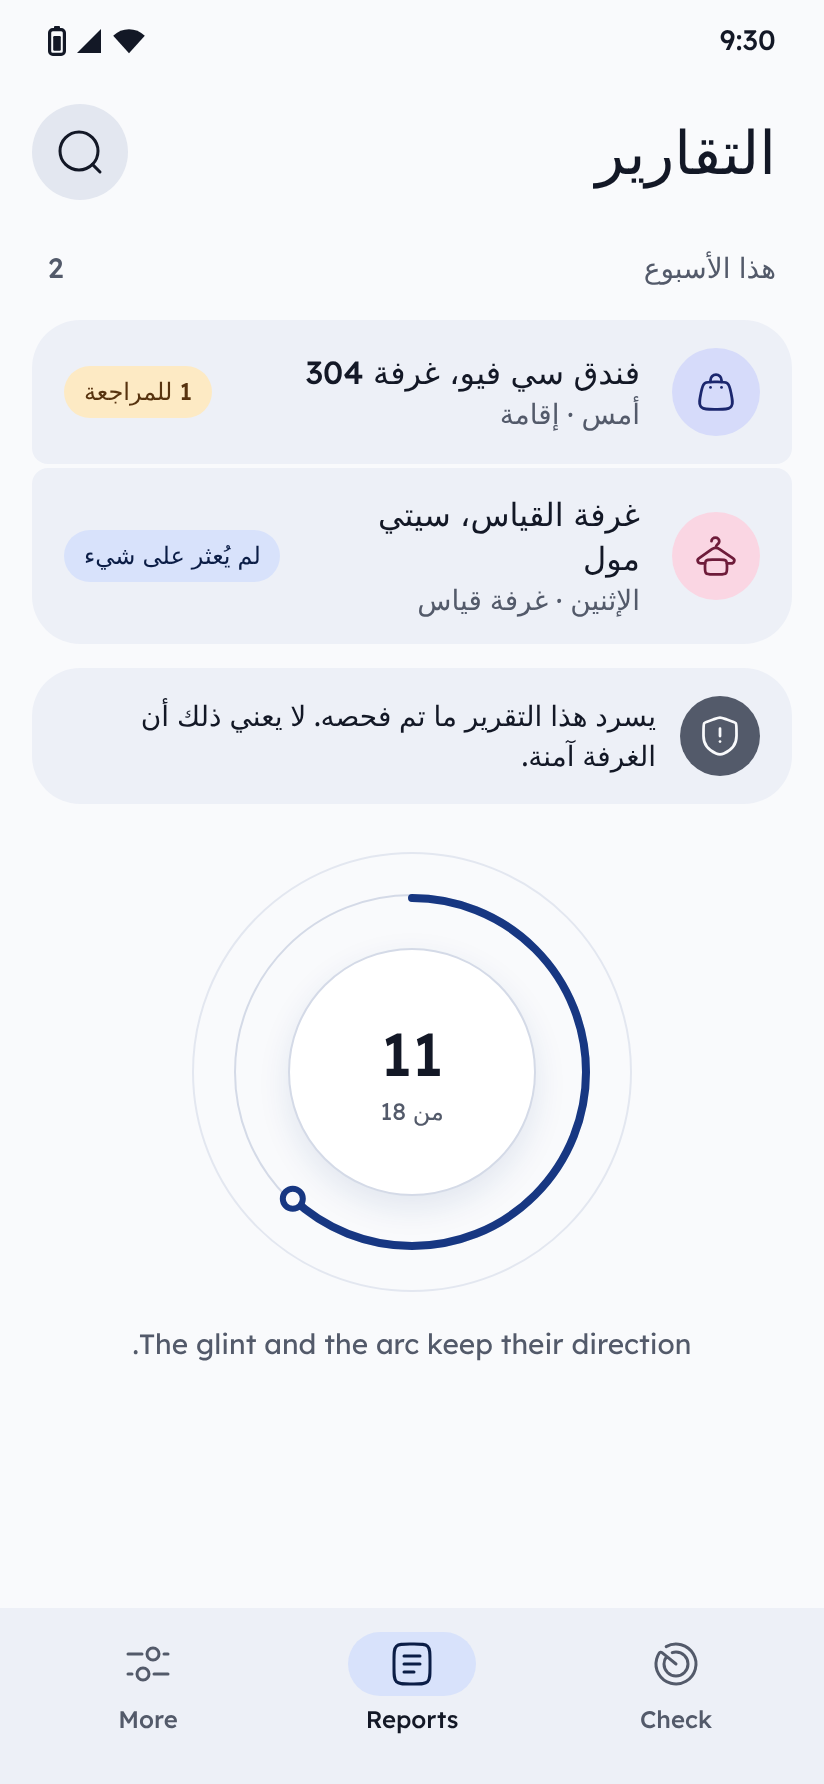 9:30
التقارير
هذا الأسبوع
2
فندق سي فيو، غرفة 304
أمس · إقامة
1 للمراجعة
غرفة القياس، سيتي
مول
الإثنين · غرفة قياس
لم يُعثر على شيء
يسرد هذا التقرير ما تم فحصه. لا يعني ذلك أن
الغرفة آمنة.
11
من 18
The glint and the arc keep their direction.
Check
Reports
More